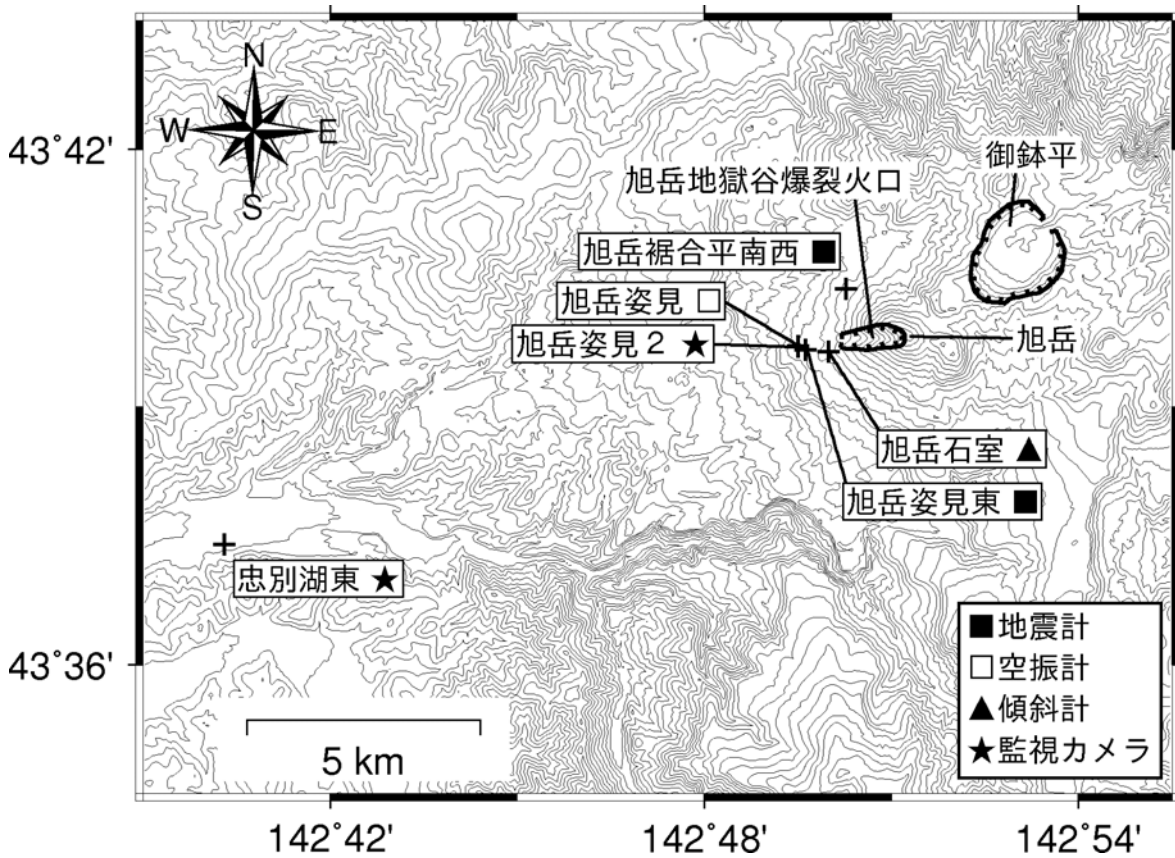 N
W E
S
43°42'
御鉢平
旭岳地獄谷爆裂火口
旭岳裾合平南西 ■
旭岳姿見 □
旭岳姿見2 ★
旭岳
旭岳石室 ▲
旭岳姿見東 ■
忠別湖東 ★
43°36'
■地震計
□空振計
▲傾斜計
★監視カメラ
5 km
142°42'
142°48'
142°54'